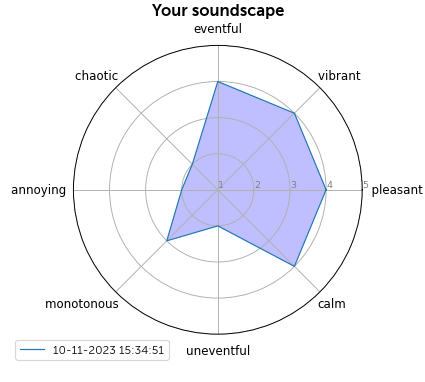 Your soundscape
eventful
chaotic
vibrant
annoying
1 2 3 4 5
pleasant
monotonous
calm
uneventful
10-11-2023 15:34:51